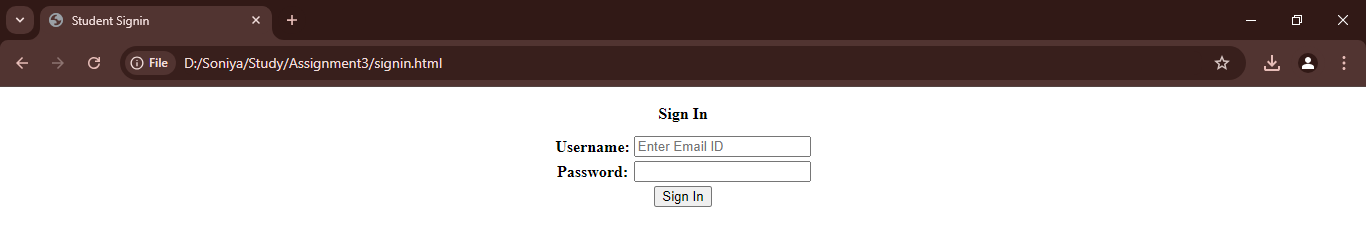 Student Signin
File D:/Soniya/Study/Assignment3/signin.html
Sign In
Username: Enter Email ID
Password:
Sign In